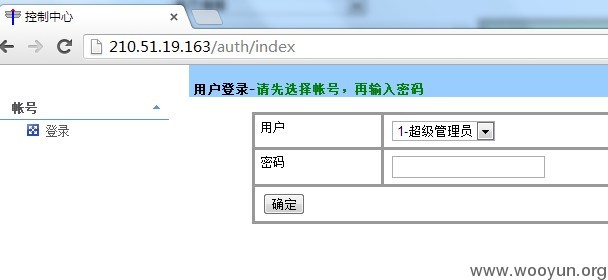 控制中心
210.51.19.163/auth/index
用户登录-请先选择帐号，再输入密码
帐号
登录
用户
1-超级管理员
密码
确定
www.wooyun.org